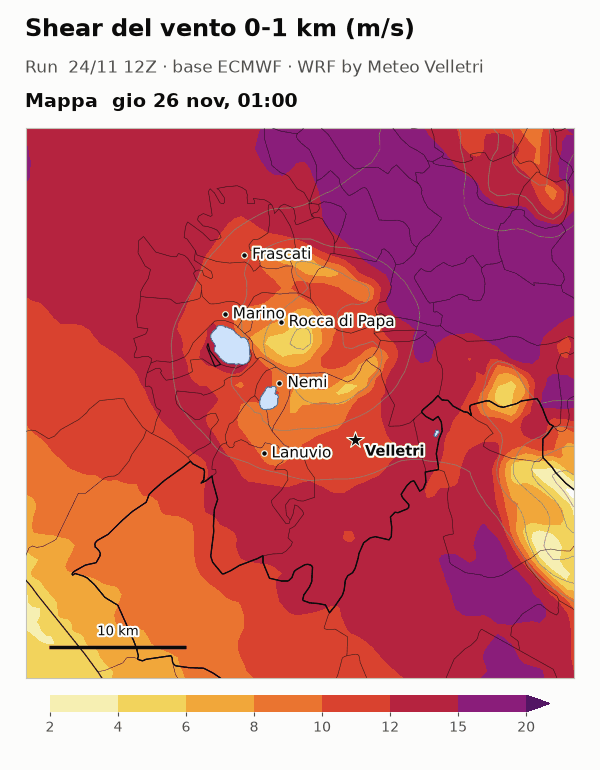 Shear del vento 0-1 km (m/s)
Run  24/11 12Z · base ECMWF · WRF by Meteo Velletri
Mappa  gio 26 nov, 01:00
Frascati
Marino
Rocca di Papa
Nemi
Velletri
Lanuvio
10 km
2 4 6 8 10 12 15 20